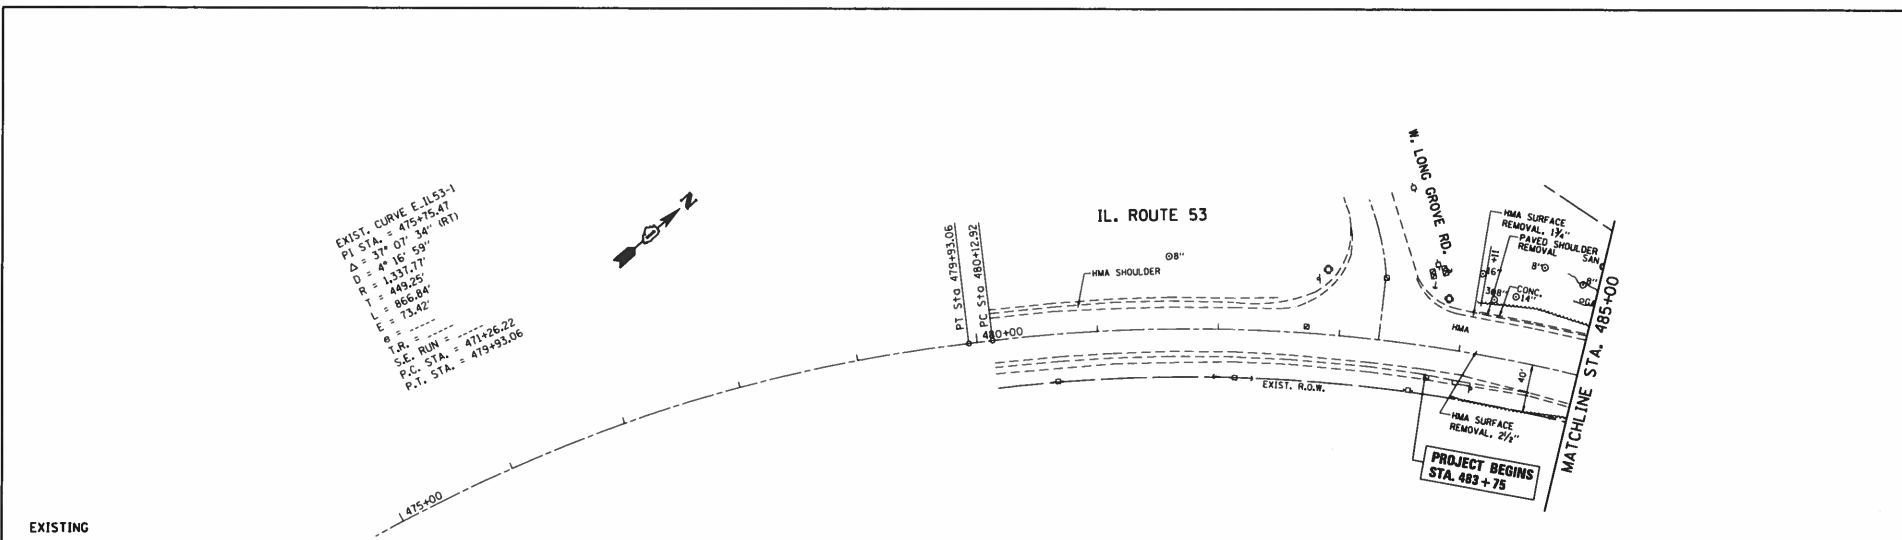 EXIST. CURVE E_IL53-1
PI STA. = 475+75.47
Δ = 37° 07' 34" (RT)
D = 4° 16' 59"
R = 1,337.77'
T = 449.25'
L = 866.84'
E = 73.42'
e = -----
T.R. = -----
S.E. RUN = -----
P.C. STA. = 471+26.22
P.T. STA. = 479+93.06
N
IL. ROUTE 53
W. LONG GROVE RD.
PT Sta 479+93.06
PC Sta 480+12.92
480+00
475+00
HMA SHOULDER
8"
HMA SURFACE
REMOVAL, 1¾"
PAVED SHOULDER
REMOVAL
SAN
11'
8"
8"
CONC.
14"
HMA
40'
EXIST. R.O.W.
HMA SURFACE
REMOVAL, 2½"
PROJECT BEGINS
STA. 483+75
MATCHLINE STA. 485+00
EXISTING